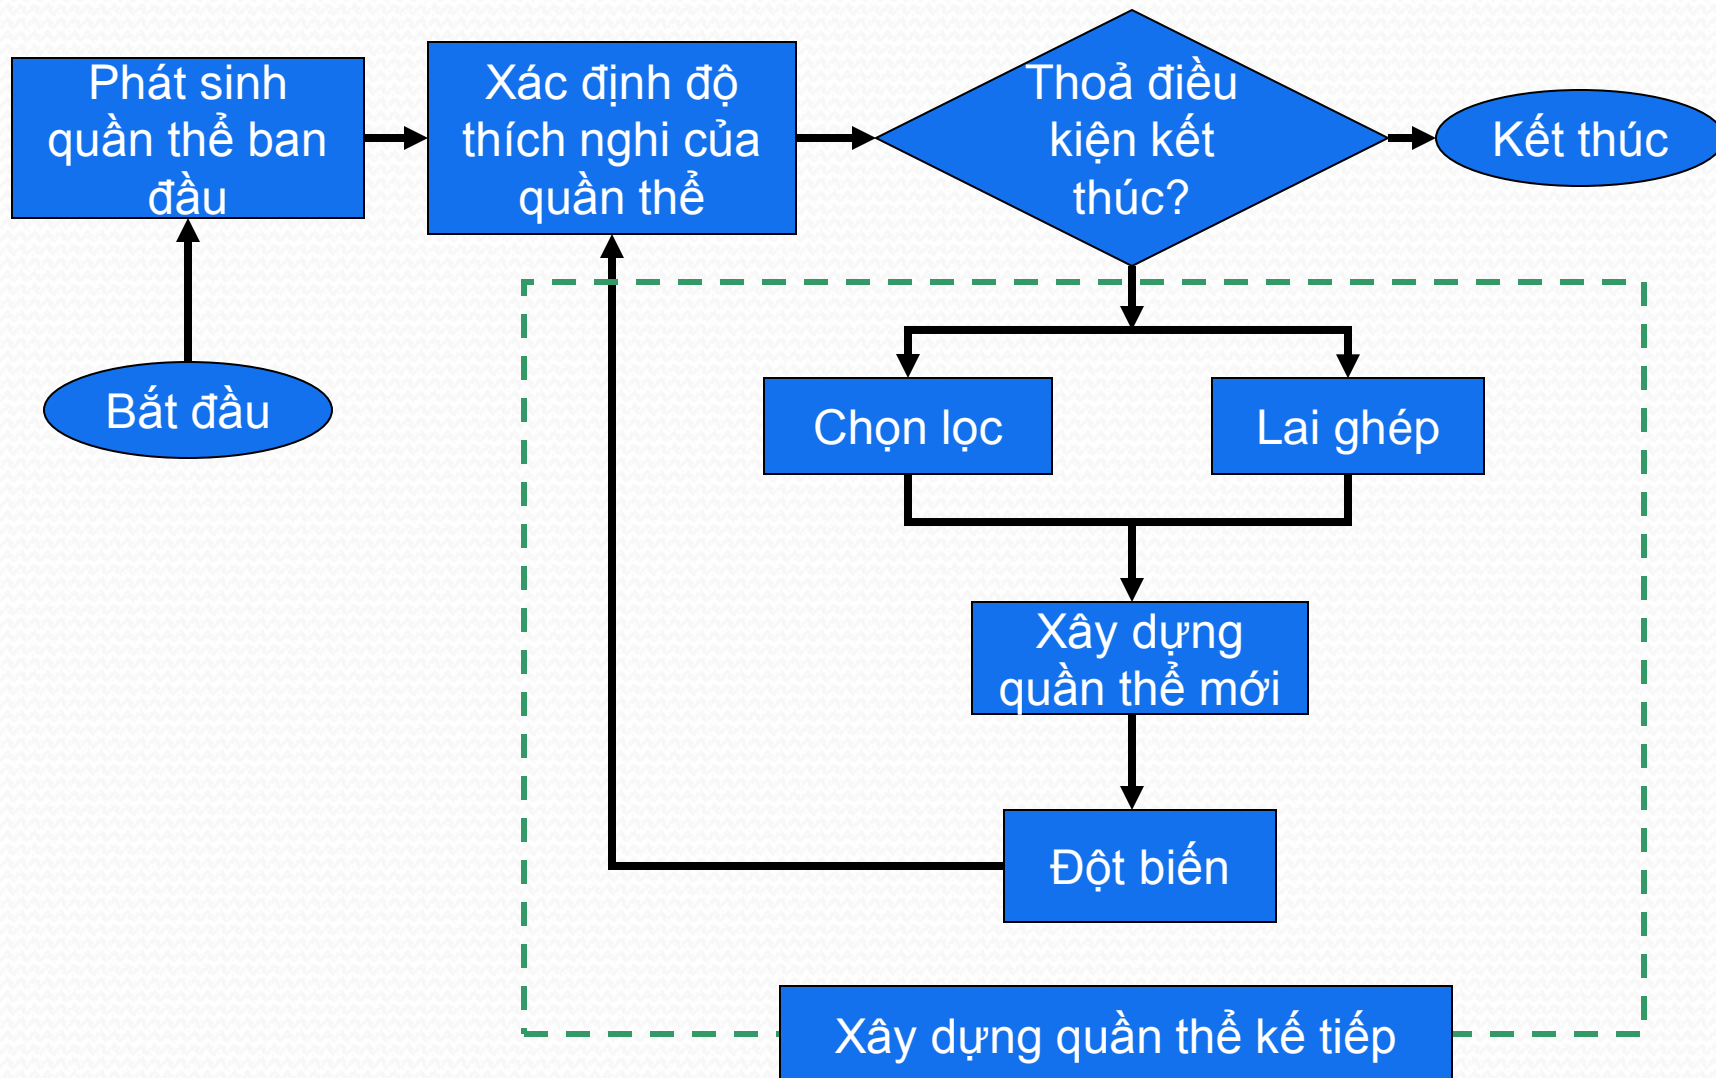 Phát sinh
quần thể ban
đầu
Xác định độ
thích nghi của
quần thể
Thoả điều
kiện kết
thúc?
Kết thúc
Bắt đầu
Chọn lọc
Lai ghép
Xây dựng
quần thể mới
Đột biến
Xây dựng quần thể kế tiếp